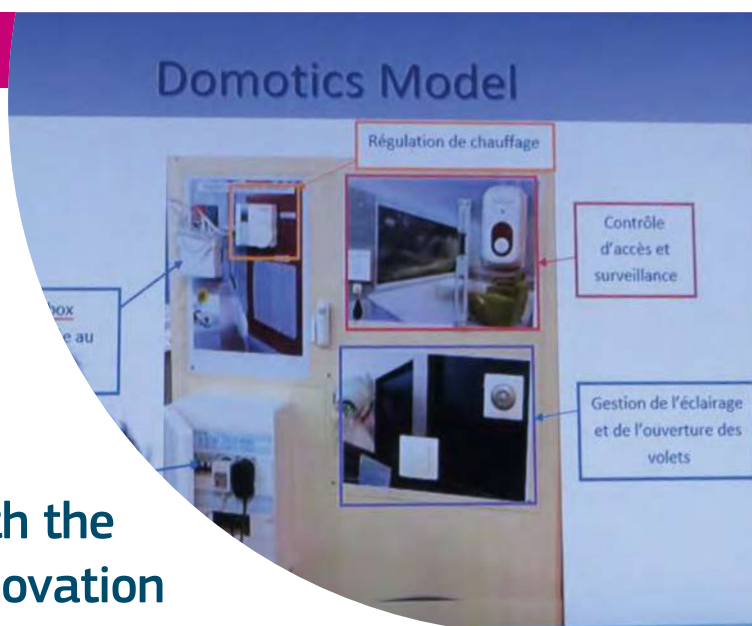 Domotics Model
Régulation de chauffage
Contrôle
d'accès et
surveillance
box
au
Gestion de l'éclairage
et de l'ouverture des
volets
th the
ovation